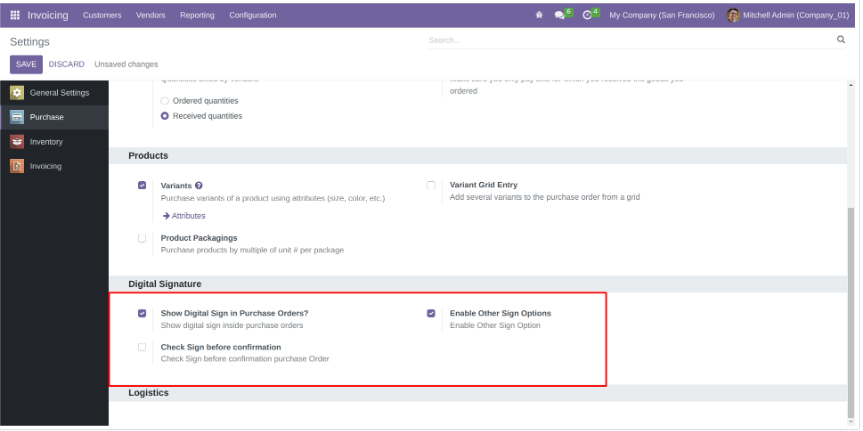 Invoicing Customers Vendors Reporting Configuration 6 4 My Company (San Francisco) Mitchell Admin (Company_01)
Settings Search...
SAVE DISCARD Unsaved changes
General Settings
Purchase
Inventory
Invoicing
ordered
Ordered quantities
Received quantities
Products
Variants ?
Purchase variants of a product using attributes (size, color, etc.)
Attributes
Variant Grid Entry
Add several variants to the purchase order from a grid
Product Packagings
Purchase products by multiple of unit # per package
Digital Signature
Show Digital Sign in Purchase Orders?
Show digital sign inside purchase orders
Enable Other Sign Options
Enable Other Sign Option
Check Sign before confirmation
Check Sign before confirmation purchase Order
Logistics